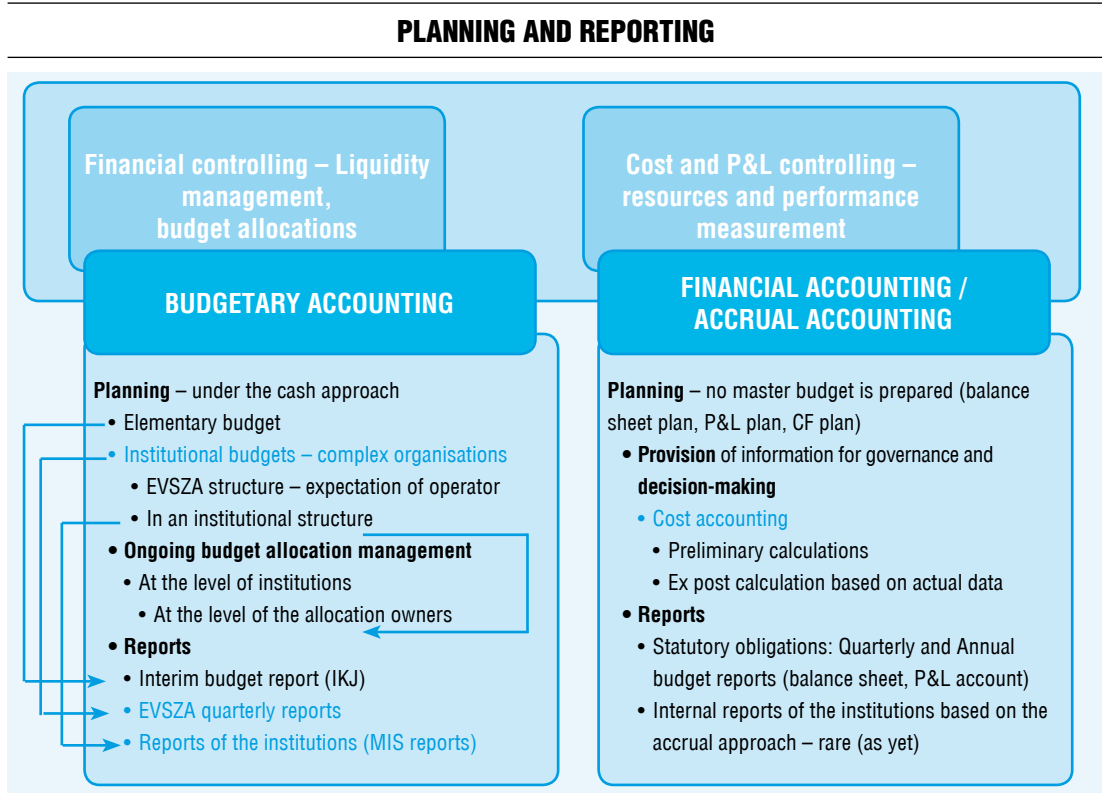 PLANNING AND REPORTING
Financial controlling – Liquidity
management,
budget allocations
BUDGETARY ACCOUNTING
Planning – under the cash approach
• Elementary budget
• Institutional budgets – complex organisations
• EVSZA structure – expectation of operator
• In an institutional structure
• Ongoing budget allocation management
• At the level of institutions
• At the level of the allocation owners
• Reports
• Interim budget report (IKJ)
• EVSZA quarterly reports
• Reports of the institutions (MIS reports)
Cost and P&L controlling –
resources and performance
measurement
FINANCIAL ACCOUNTING /
ACCRUAL ACCOUNTING
Planning – no master budget is prepared (balance
sheet plan, P&L plan, CF plan)
• Provision of information for governance and
decision-making
• Cost accounting
• Preliminary calculations
• Ex post calculation based on actual data
• Reports
• Statutory obligations: Quarterly and Annual
budget reports (balance sheet, P&L account)
• Internal reports of the institutions based on the
accrual approach – rare (as yet)